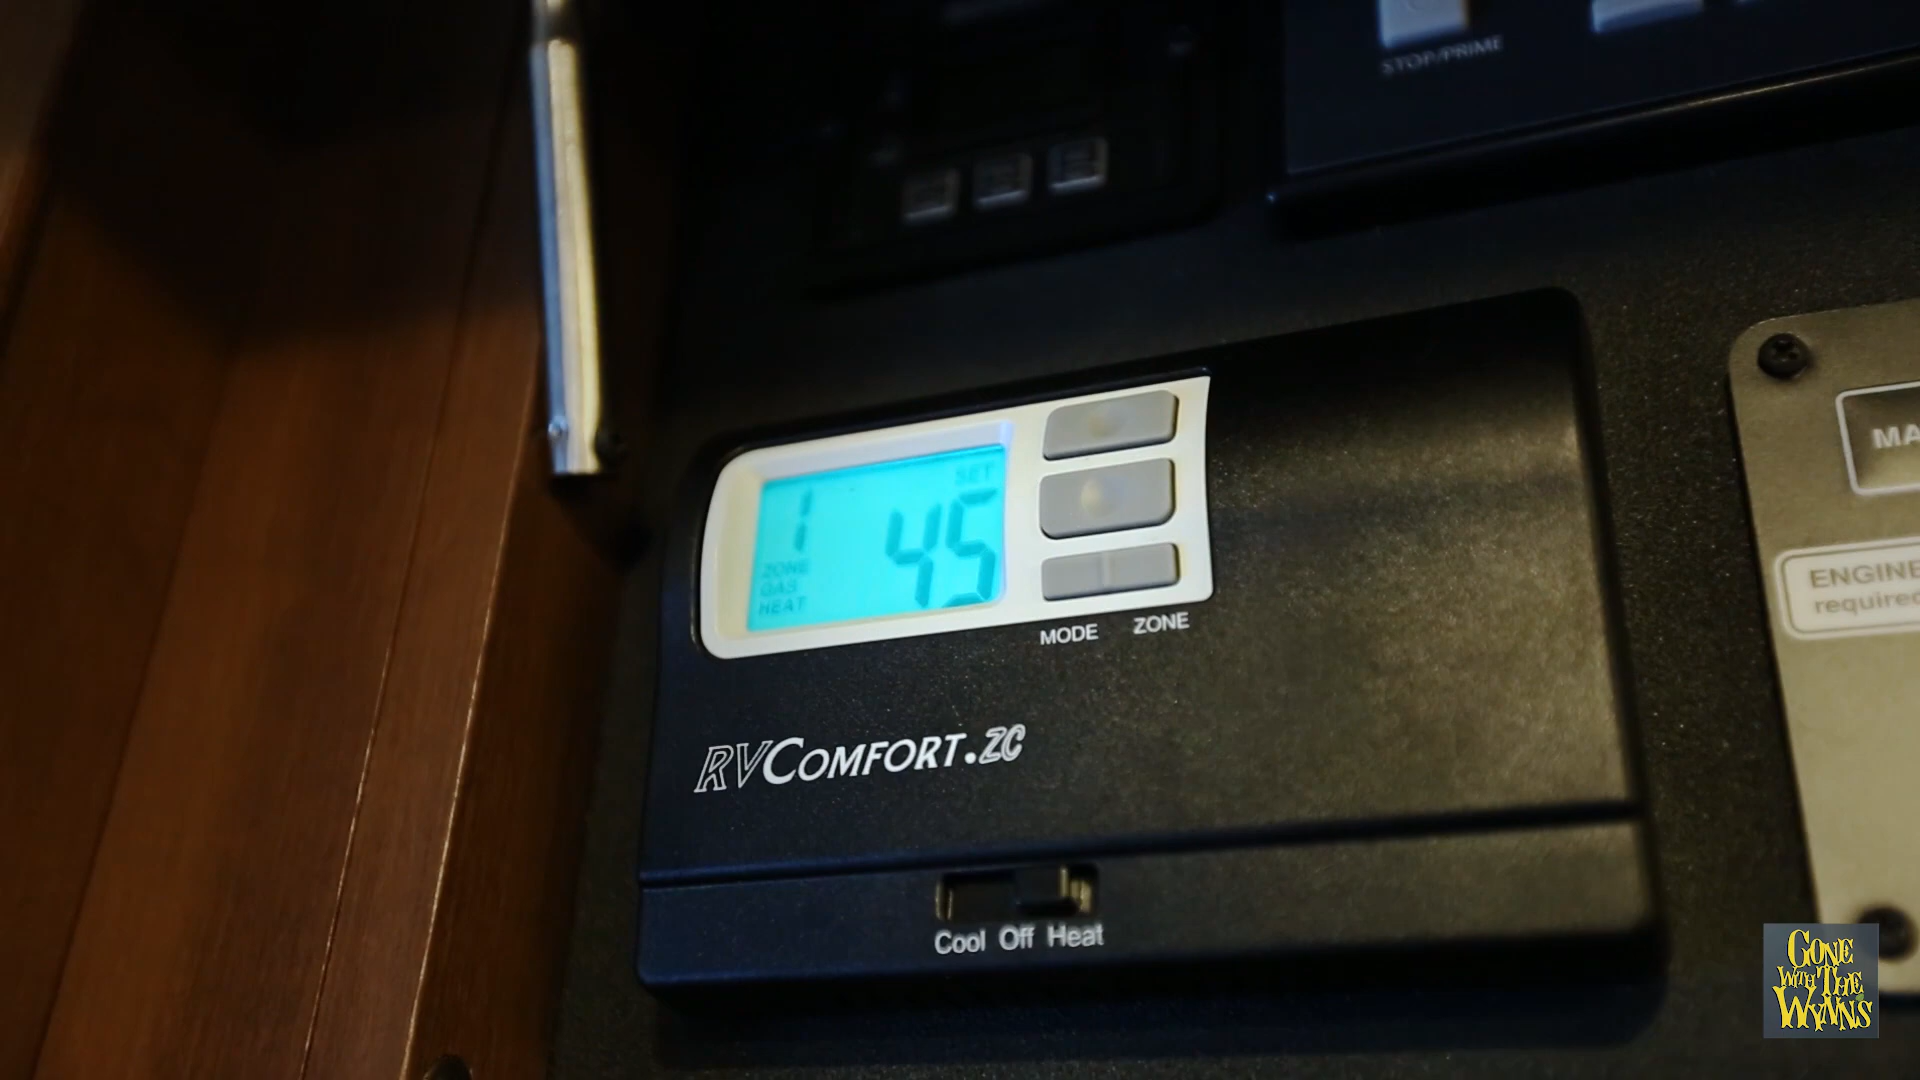 STOP/PRIME
SET
1
45
ZONE
GAS
HEAT
MODE ZONE
RVCOMFORT.ZC
Cool Off Heat
ENGINE
required
GONE
WITH THE
WYNNS